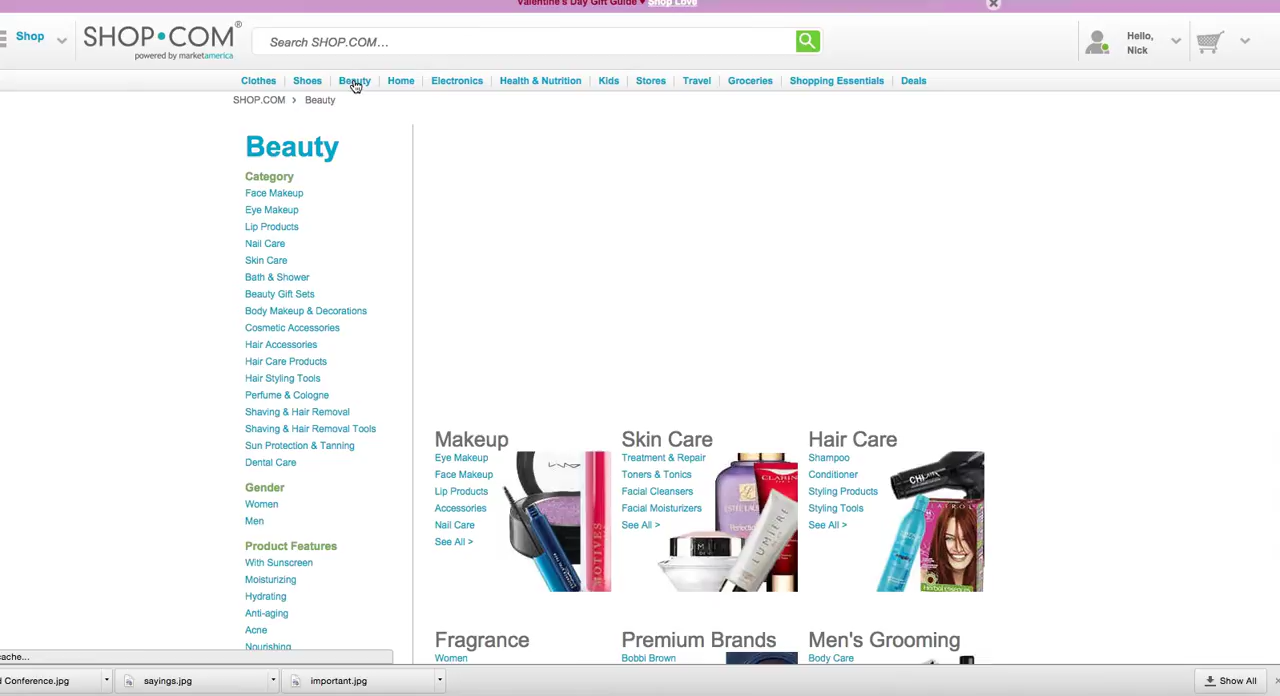 Valentine's Day Gift Guide ♥ Shop Love
Shop
SHOP•COM®
powered by marketamerica
Search SHOP.COM...
Hello,
Nick
Clothes Shoes Beauty Home Electronics Health & Nutrition Kids Stores Travel Groceries Shopping Essentials Deals
SHOP.COM > Beauty
Beauty
Category
Face Makeup
Eye Makeup
Lip Products
Nail Care
Skin Care
Bath & Shower
Beauty Gift Sets
Body Makeup & Decorations
Cosmetic Accessories
Hair Accessories
Hair Care Products
Hair Styling Tools
Perfume & Cologne
Shaving & Hair Removal
Shaving & Hair Removal Tools
Sun Protection & Tanning
Dental Care
Gender
Women
Men
Product Features
With Sunscreen
Moisturizing
Hydrating
Anti-aging
Acne
Nourishing
Makeup
Eye Makeup
Face Makeup
Lip Products
Accessories
Nail Care
See All >
MAC
MOTIVES
Skin Care
Treatment & Repair
Toners & Tonics
Facial Cleansers
Facial Moisturizers
See All >
CLARINS
LUMIERE
Hair Care
Shampoo
Conditioner
Styling Products
Styling Tools
See All >
CHI
CLAIROL
Fragrance
Women
Premium Brands
Bobbi Brown
Men's Grooming
Body Care
ache...
d Conference.jpg
sayings.jpg
important.jpg
Show All